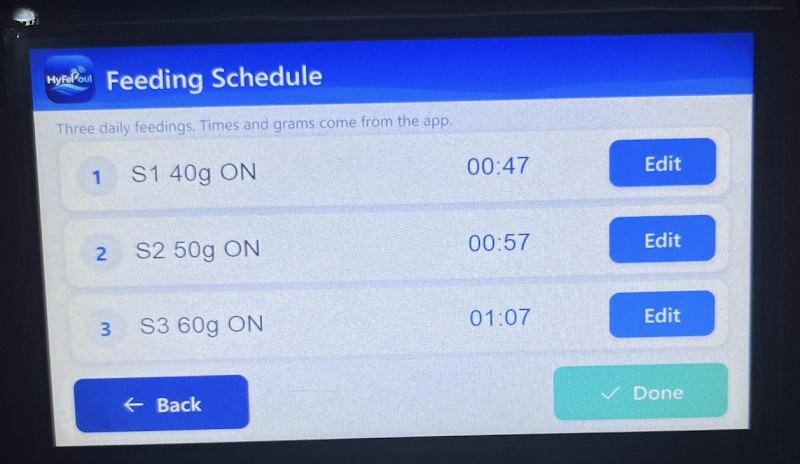 HyFePoul
Feeding Schedule
Three daily feedings. Times and grams come from the app.
1 S1 40g ON 00:47 Edit
2 S2 50g ON 00:57 Edit
3 S3 60g ON 01:07 Edit
← Back
✓ Done